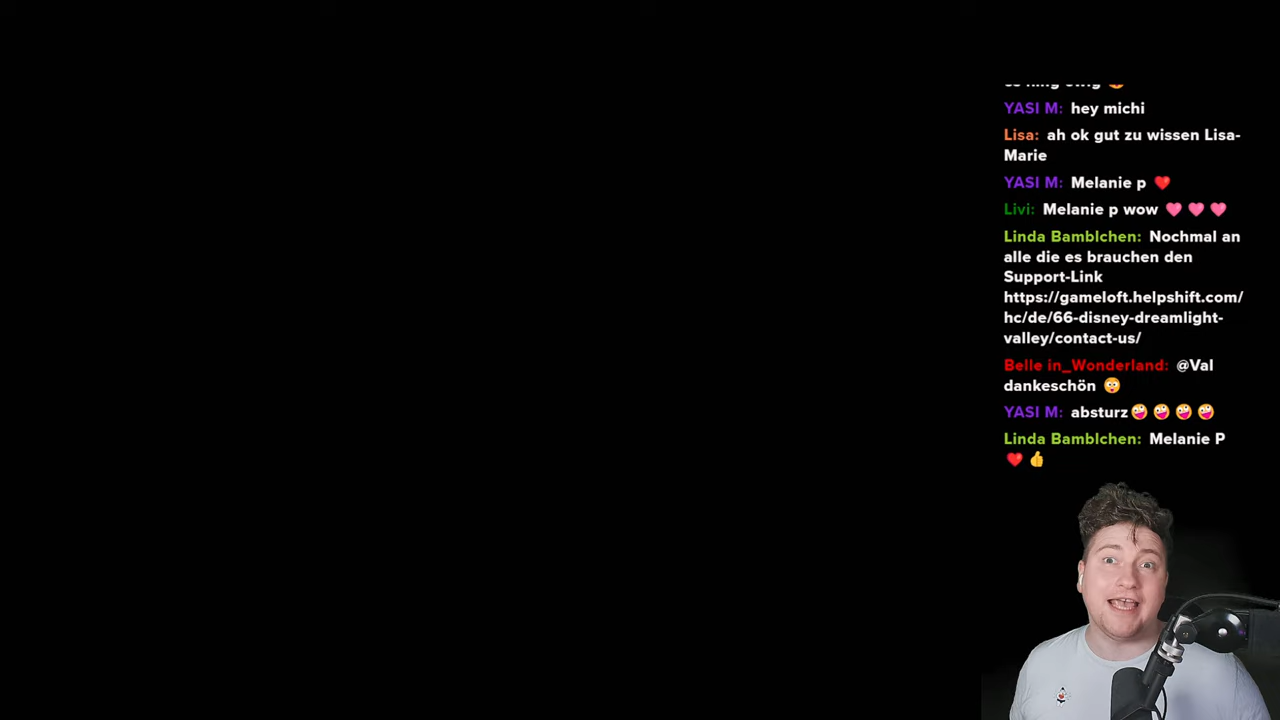 YASI M: hey michi
Lisa: ah ok gut zu wissen Lisa-
Marie
YASI M: Melanie p ❤️
Livi: Melanie p wow 🩷 🩷 🩷
Linda Bamblchen: Nochmal an
alle die es brauchen den
Support-Link
https://gameloft.helpshift.com/
hc/de/66-disney-dreamlight-
valley/contact-us/
Belle in_Wonderland: @Val
dankeschön 😳
YASI M: absturz🤪 🤪 🤪 🤪
Linda Bamblchen: Melanie P
❤️ 👍